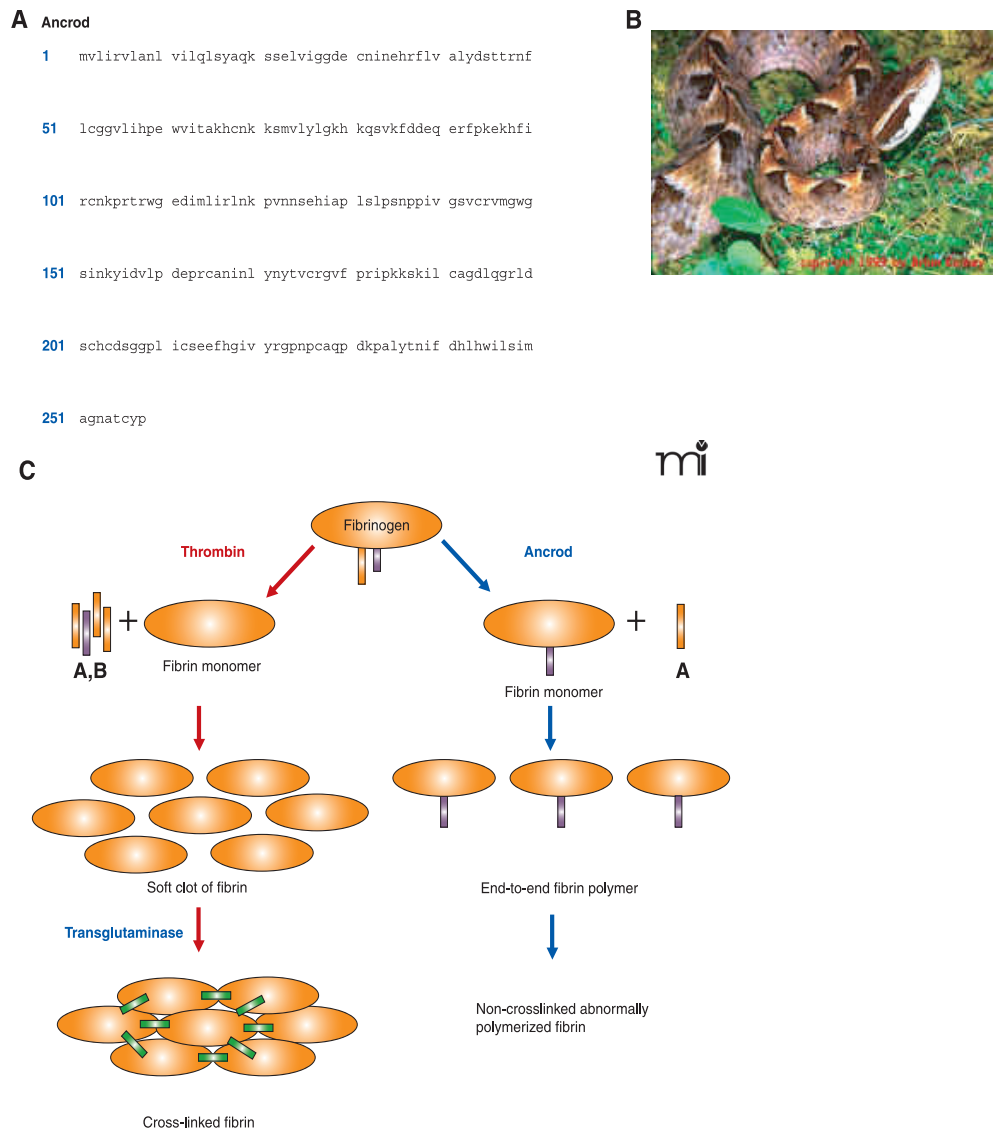 A
Ancrod
1 mvlirvlanl vilqlsyaqk sselviggde cninehrflv alydsttrnf
51 lcggvlihpe wvitakhcnk ksmvlylgkh kqsvkfddeq erfpkekhfi
101 rcnkprtrwg edimlirlnk pvnnsehiap lslpsnppiv gsvcrvmgwg
151 sinkyidvlp deprcaninl ynytvcrgvf pripkkskil cagdlqgrld
201 schcdsggpl icseefhgiv yrgpnpcaqp dkpalytnif dhlhwilsim
251 agnatcyp
B
copyright 1997 by
C
mi
Fibrinogen
Thrombin
Ancrod
+
+
A,B
Fibrin monomer
A
Fibrin monomer
Soft clot of fibrin
End-to-end fibrin polymer
Transglutaminase
Non-crosslinked abnormally
polymerized fibrin
Cross-linked fibrin